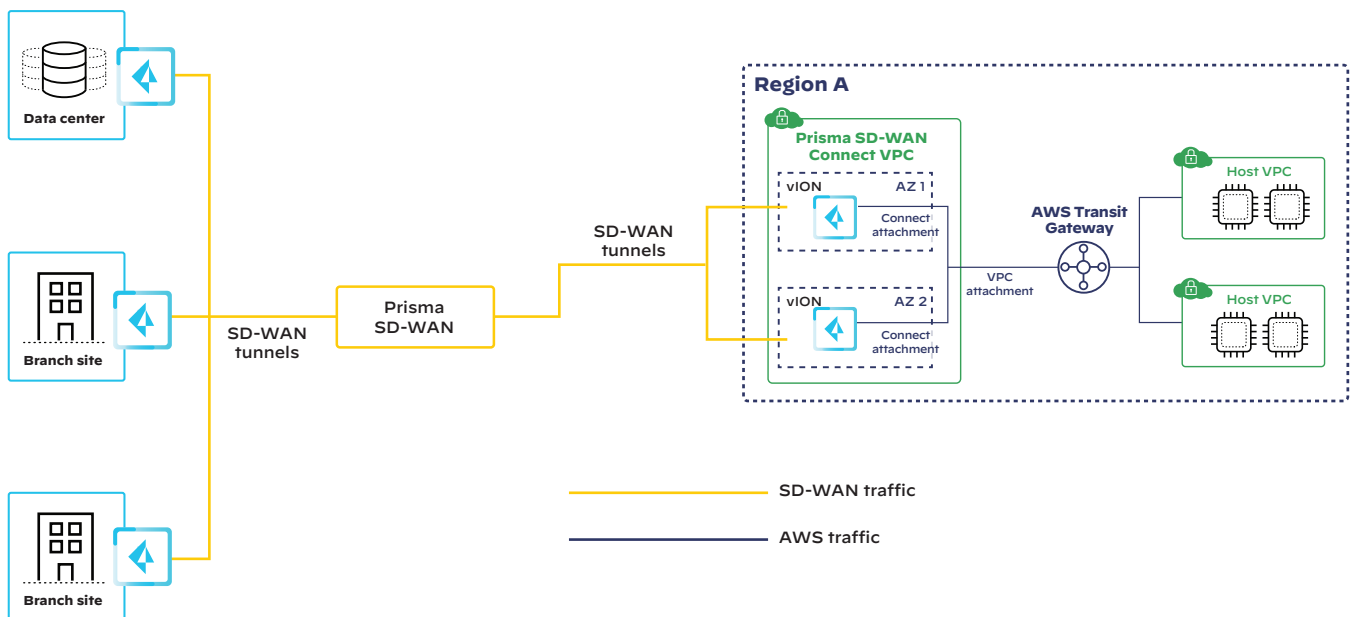 Data center
Branch site
Branch site
SD-WAN
tunnels
Prisma
SD-WAN
SD-WAN
tunnels
Region A
Prisma SD-WAN
Connect VPC
vION
AZ 1
Connect
attachment
vION
AZ 2
Connect
attachment
VPC
attachment
AWS Transit
Gateway
Host VPC
Host VPC
SD-WAN traffic
AWS traffic